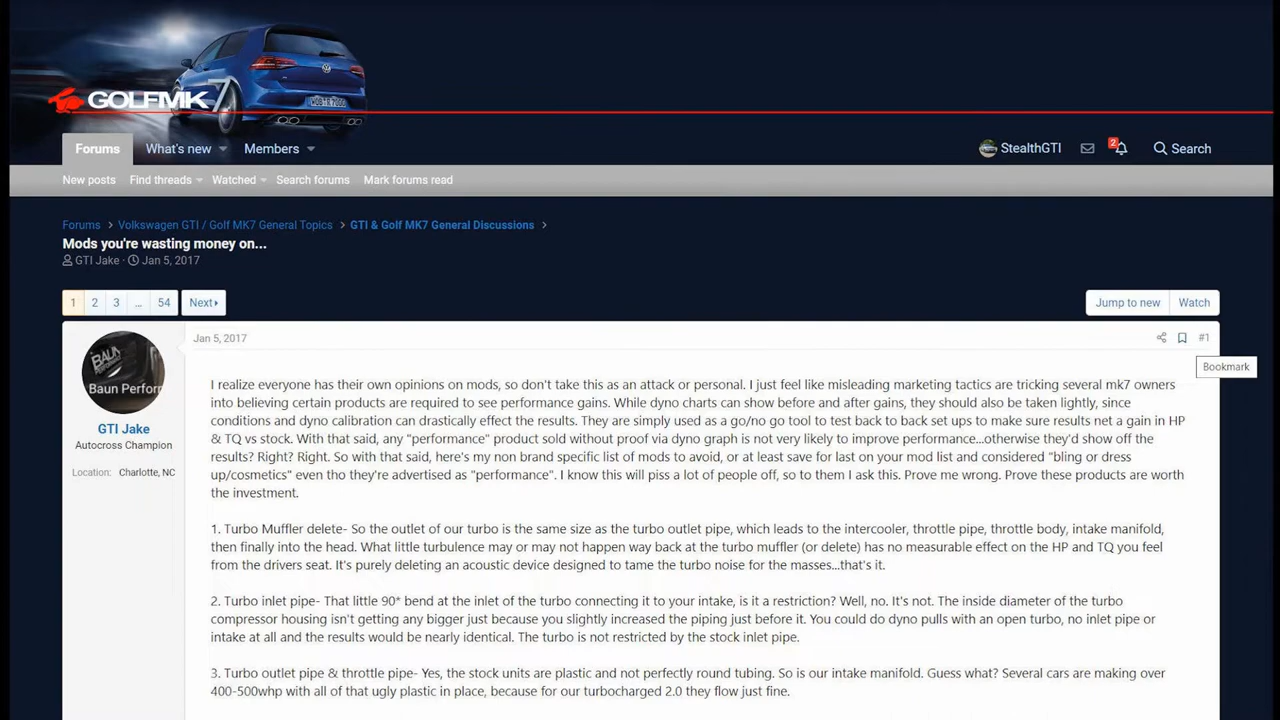 GOLFMK7
Forums What's new Members StealthGTI 2 Search
New posts Find threads Watched Search forums Mark forums read
Forums Volkswagen GTI / Golf MK7 General Topics GTI & Golf MK7 General Discussions
Mods you're wasting money on...
GTI Jake · Jan 5, 2017
1 2 3 ... 54 Next Jump to new Watch
Jan 5, 2017 #1
Bookmark
BAUN
Baun Perfor
GTI Jake
Autocross Champion
Location: Charlotte, NC
I realize everyone has their own opinions on mods, so don't take this as an attack or personal. I just feel like misleading marketing tactics are tricking several mk7 owners
into believing certain products are required to see performance gains. While dyno charts can show before and after gains, they should also be taken lightly, since
conditions and dyno calibration can drastically effect the results. They are simply used as a go/no go tool to test back to back set ups to make sure results net a gain in HP
& TQ vs stock. With that said, any "performance" product sold without proof via dyno graph is not very likely to improve performance...otherwise they'd show off the
results? Right? Right. So with that said, here's my non brand specific list of mods to avoid, or at least save for last on your mod list and considered "bling or dress
up/cosmetics" even tho they're advertised as "performance". I know this will piss a lot of people off, so to them I ask this. Prove me wrong. Prove these products are worth
the investment.
1. Turbo Muffler delete- So the outlet of our turbo is the same size as the turbo outlet pipe, which leads to the intercooler, throttle pipe, throttle body, intake manifold,
then finally into the head. What little turbulence may or may not happen way back at the turbo muffler (or delete) has no measurable effect on the HP and TQ you feel
from the drivers seat. It's purely deleting an acoustic device designed to tame the turbo noise for the masses...that's it.
2. Turbo inlet pipe- That little 90* bend at the inlet of the turbo connecting it to your intake, is it a restriction? Well, no. It's not. The inside diameter of the turbo
compressor housing isn't getting any bigger just because you slightly increased the piping just before it. You could do dyno pulls with an open turbo, no inlet pipe or
intake at all and the results would be nearly identical. The turbo is not restricted by the stock inlet pipe.
3. Turbo outlet pipe & throttle pipe- Yes, the stock units are plastic and not perfectly round tubing. So is our intake manifold. Guess what? Several cars are making over
400-500whp with all of that ugly plastic in place, because for our turbocharged 2.0 they flow just fine.